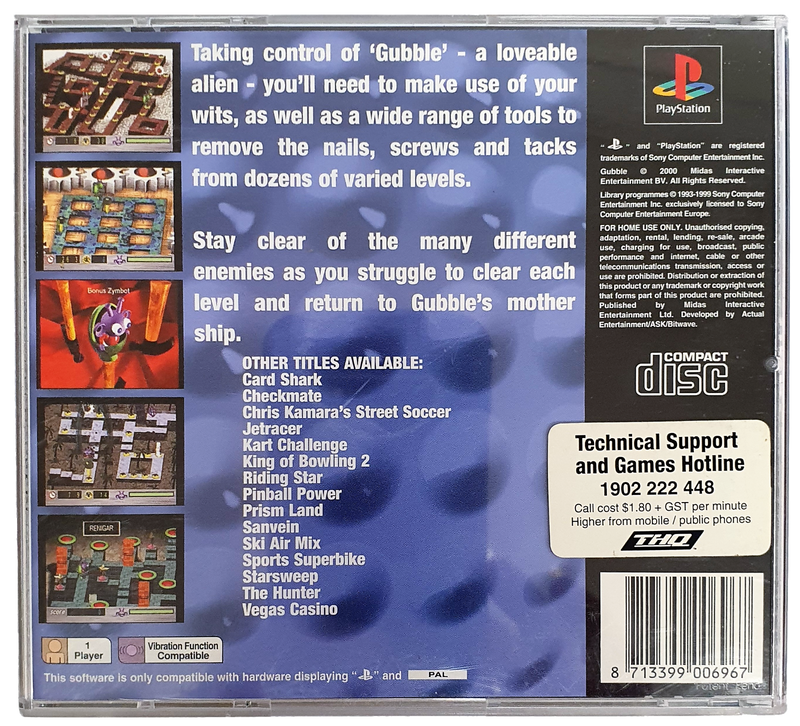 Taking control of ‘Gubble’ - a loveable
alien - you’ll need to make use of your
wits, as well as a wide range of tools to
remove the nails, screws and tacks
from dozens of varied levels.
Stay clear of the many different
enemies as you struggle to clear each
level and return to Gubble’s mother
ship.
OTHER TITLES AVAILABLE:
Card Shark
Checkmate
Chris Kamara’s Street Soccer
Jetracer
Kart Challenge
King of Bowling 2
Riding Star
Pinball Power
Prism Land
Sanvein
Ski Air Mix
Sports Superbike
Starsweep
The Hunter
Vegas Casino
Bonus Zymbot
RENIGAR
score
1
Player
Vibration Function
Compatible
This software is only compatible with hardware displaying “ ” and PAL
PlayStation
“ ” and “PlayStation” are registered
trademarks of Sony Computer Entertainment Inc.
Gubble © 2000 Midas Interactive
Entertainment BV. All Rights Reserved.
Library programmes © 1993-1999 Sony Computer
Entertainment Inc. exclusively licensed to Sony
Computer Entertainment Europe.
FOR HOME USE ONLY. Unauthorised copying,
adaptation, rental, lending, re-sale, arcade
use, charging for use, broadcast, public
performance and internet, cable or other
telecommunications transmission, access or
use are prohibited. Distribution or extraction of
this product or any trademark or copyright work
that forms part of this product are prohibited.
Published by Midas Interactive
Entertainment Ltd. Developed by Actual
Entertainment/ASK/Bitwave.
COMPACT
disc
Technical Support
and Games Hotline
1902 222 448
Call cost $1.80 + GST per minute
Higher from mobile / public phones
THQ
8 713399 006967